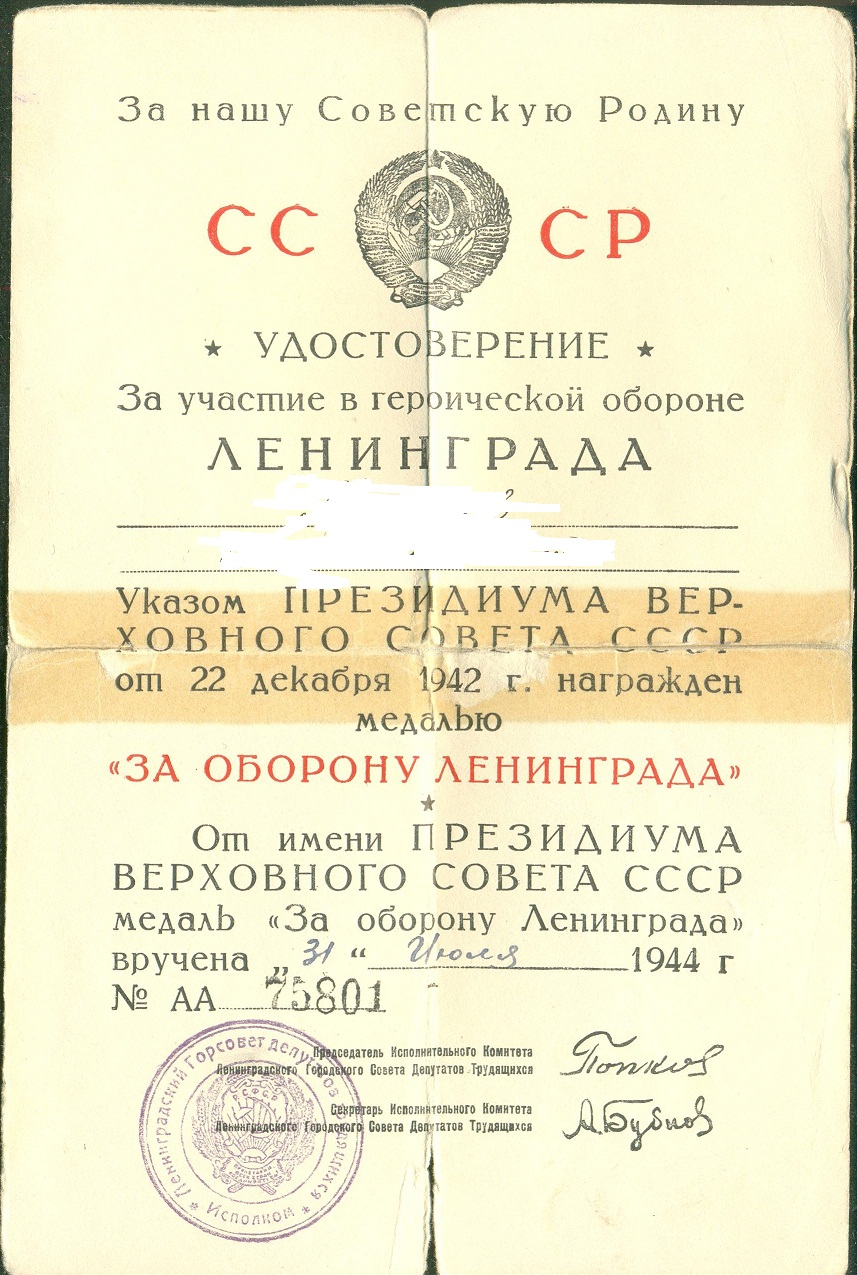 За нашу Советскую Родину
СС СР
★ УДОСТОВЕРЕНИЕ ★
За участие в героической обороне
ЛЕНИНГРАДА
Указом ПРЕЗИДИУМА ВЕР-
ХОВНОГО СОВЕТА СССР
от 22 декабря 1942 г. награжден
медалью
«ЗА ОБОРОНУ ЛЕНИНГРАДА»
★
От имени ПРЕЗИДИУМА
ВЕРХОВНОГО СОВЕТА СССР
медаль «За оборону Ленинграда»
вручена „31“ Июля 1944 г
№ АА 75801
Председатель Исполнительного Комитета
Ленинградского Городского Совета Депутатов Трудящихся
Попков
Секретарь Исполнительного Комитета
Ленинградского Городского Совета Депутатов Трудящихся
А.Бубнов
Ленинградский Горсовет депутатов трудящихся
★ Исполком ★
Р.С.Ф.С.Р.